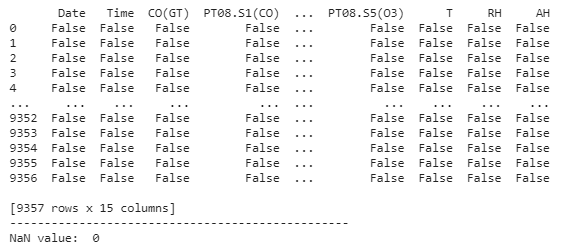 Date Time CO(GT) PT08.S1(CO) ... PT08.S5(O3) T RH AH
0 False False False False ... False False False False
1 False False False False ... False False False False
2 False False False False ... False False False False
3 False False False False ... False False False False
4 False False False False ... False False False False
... ... ... ... ... ... ... ... ... ...
9352 False False False False ... False False False False
9353 False False False False ... False False False False
9354 False False False False ... False False False False
9355 False False False False ... False False False False
9356 False False False False ... False False False False
[9357 rows x 15 columns]
-------------------------------------------------
NaN value: 0